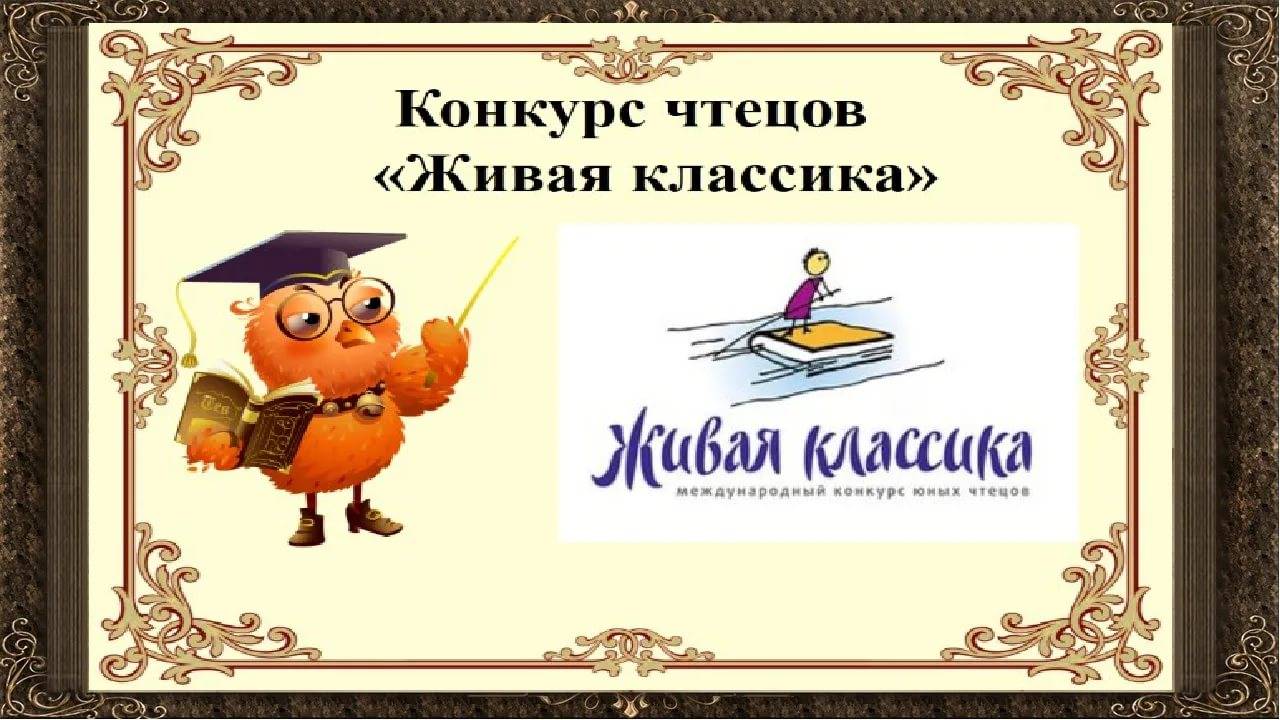 Конкурс чтецов
«Живая классика»
Живая классика
международный конкурс юных чтецов